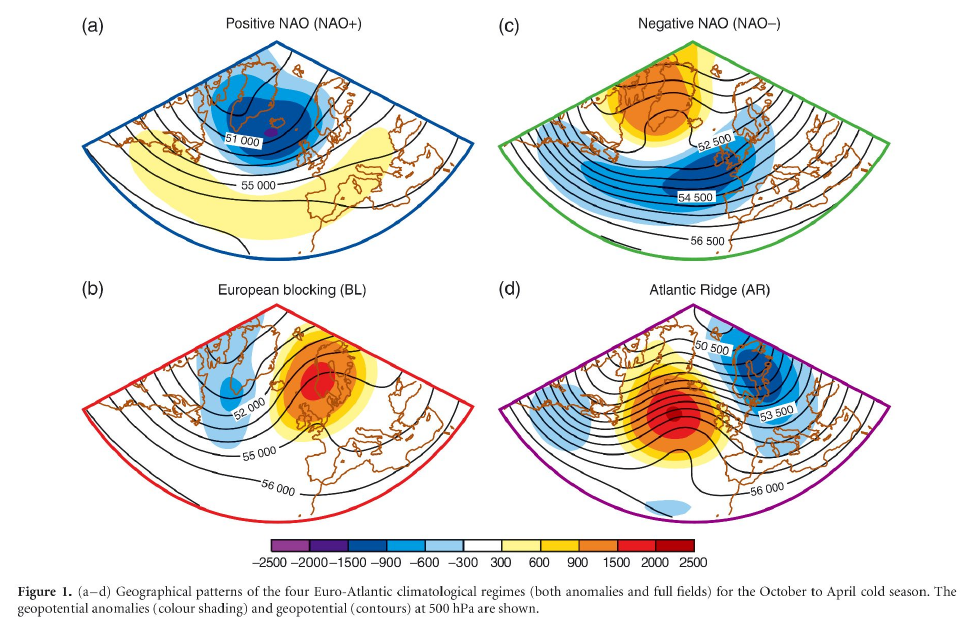 (a) Positive NAO (NAO+)
51 000
55 000
(c) Negative NAO (NAO−)
52 500
54 500
56 500
(b) European blocking (BL)
52 000
55 000
56 000
(d) Atlantic Ridge (AR)
50 500
53 500
56 000
−2500 −2000 −1500 −900 −600 −300 300 600 900 1500 2000 2500
Figure 1. (a−d) Geographical patterns of the four Euro-Atlantic climatological regimes (both anomalies and full fields) for the October to April cold season. The
geopotential anomalies (colour shading) and geopotential (contours) at 500 hPa are shown.